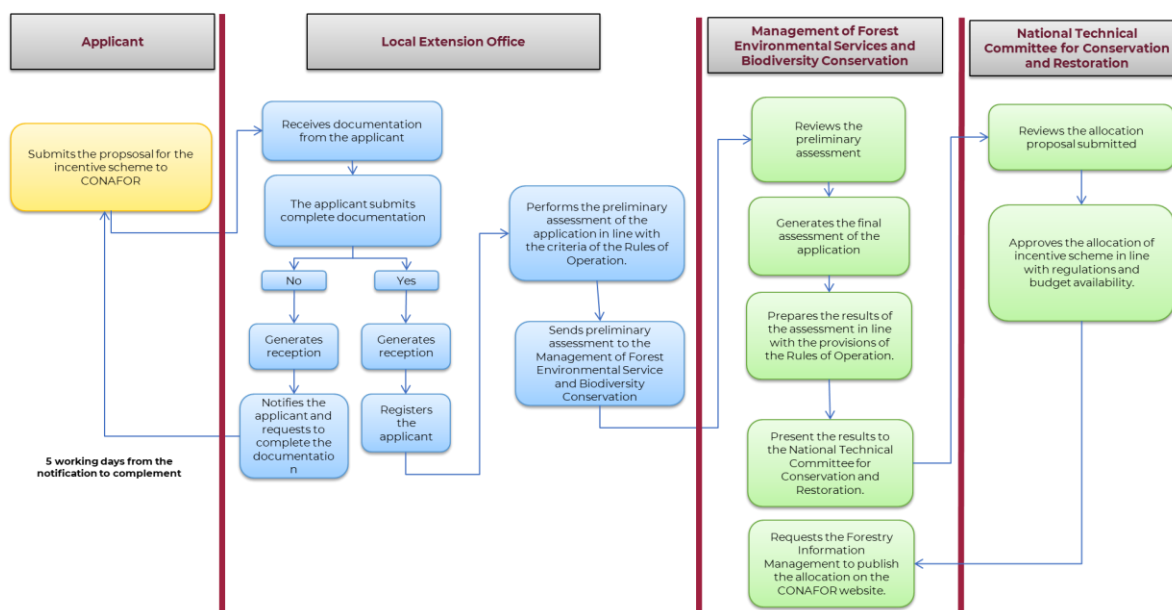 Applicant
Local Extension Office
Management of Forest
Environmental Services and
Biodiversity Conservation
National Technical
Committee for Conservation
and Restoration
Submits the propsosal for the
incentive scheme to
CONAFOR
5 working days from the
notification to complement
Receives documentation
from the applicant
The applicant submits
complete documentation
No
Yes
Generates
reception
Generates
reception
Notifies the
applicant and
requests to
complete the
documentatio
n
Registers
the
applicant
Performs the preliminary
assessment of the
application in line with
the criteria of the Rules of
Operation.
Sends preliminary
assessment to the
Management of Forest
Environmental Service
and Biodiversity
Conservation
Reviews the
preliminary
assessment
Generates the final
assessment of the
application
Prepares the results of
the assessment in line
with the provisions of
the Rules of Operation.
Present the results to
the National Technical
Committee for
Conservation and
Restoration.
Requests the Forestry
Information
Management to publish
the allocation on the
CONAFOR website.
Reviews the allocation
proposal submitted
Approves the allocation of
incentive scheme in line
with regulations and
budget availability.